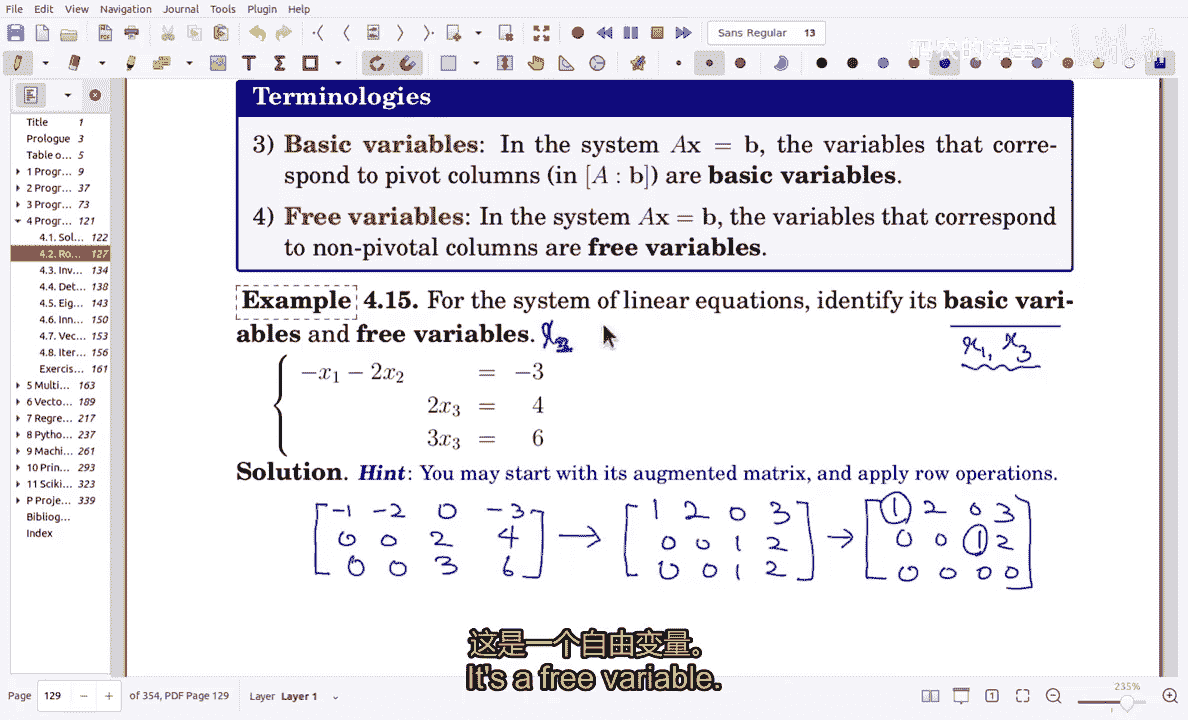 File Edit View Navigation Journal Tools Plugin Help
Sans Regular 13
Title 1
Prologue 3
Table o... 5
1 Progr... 9
2 Progr... 37
3 Progr... 73
4 Progr... 121
4.1. Sol... 122
4.2. Ro... 127
4.3. Inv... 134
4.4. Det... 138
4.5. Eig... 143
4.6. Inn... 150
4.7. Vec... 153
4.8. Iter... 156
Exercis... 161
5 Multi... 163
6 Vecto... 189
7 Regre... 217
8 Pytho... 237
9 Machi... 261
10 Prin... 293
11 Scik... 323
P Proje... 339
Bibliog...
Index
Terminologies
3) Basic variables: In the system Ax = b, the variables that corre-
spond to pivot columns (in [A : b]) are basic variables.
4) Free variables: In the system Ax = b, the variables that correspond
to non-pivotal columns are free variables.
Example 4.15. For the system of linear equations, identify its basic vari-
ables and free variables. x₂
x₁, x₃
−x₁ − 2x₂ = −3
2x₃ = 4
3x₃ = 6
Solution. Hint: You may start with its augmented matrix, and apply row operations.
[-1 -2 0 -3 → [1 2 0 3 → [1 2 0 3
0 0 2 4 0 0 1 2 0 0 1 2
0 0 3 6] 0 0 1 2] 0 0 0 0]
这是一个自由变量。
It's a free variable.
Page 129 − + of 354, PDF Page 129 Layer Layer 1 235%